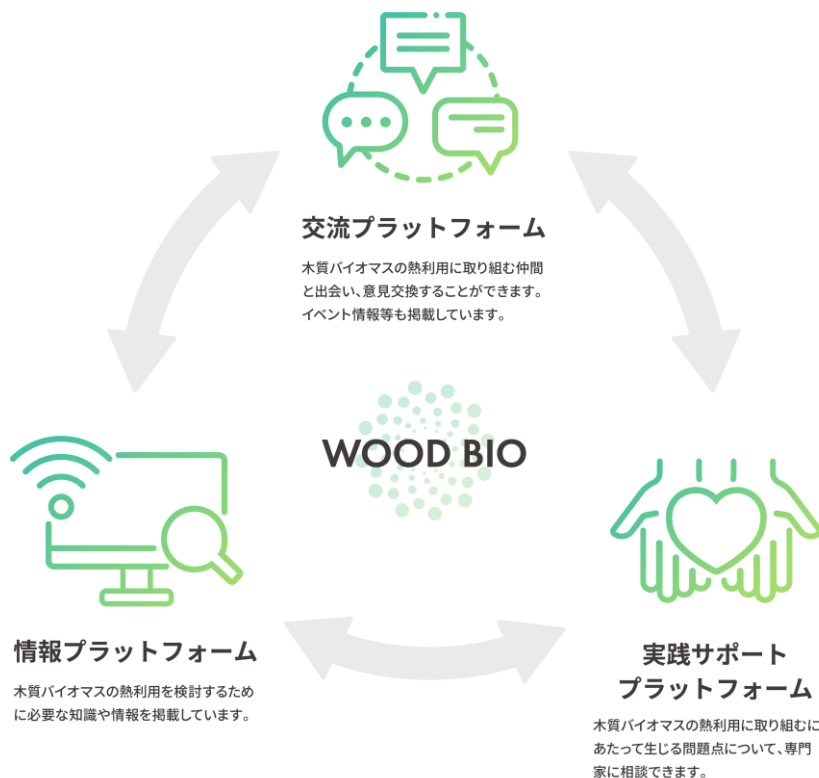 交流プラットフォーム
木質バイオマスの熱利用に取り組む仲間
と出会い、意見交換することができます。
イベント情報等も掲載しています。
WOOD BIO
情報プラットフォーム
木質バイオマスの熱利用を検討するため
に必要な知識や情報を掲載しています。
実践サポート
プラットフォーム
木質バイオマスの熱利用に取り組むに
あたって生じる問題点について、専門
家に相談できます。